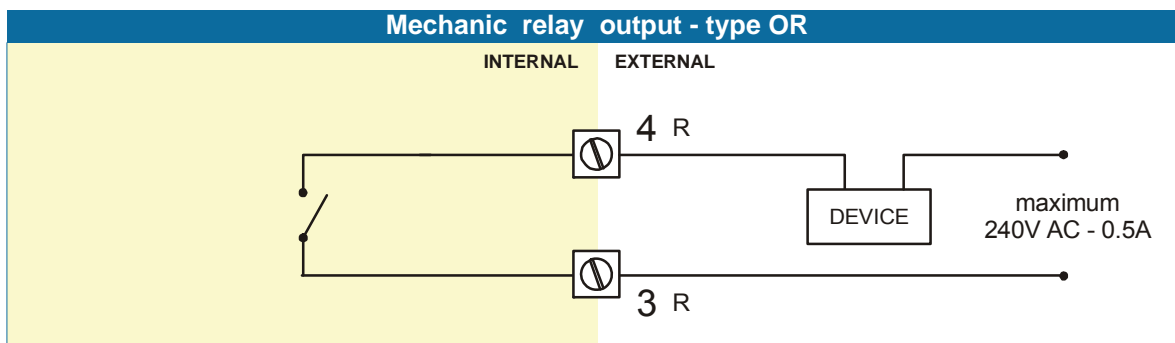 Mechanic relay output - type OR
INTERNAL EXTERNAL
4 R
DEVICE
maximum
240V AC - 0.5A
3 R